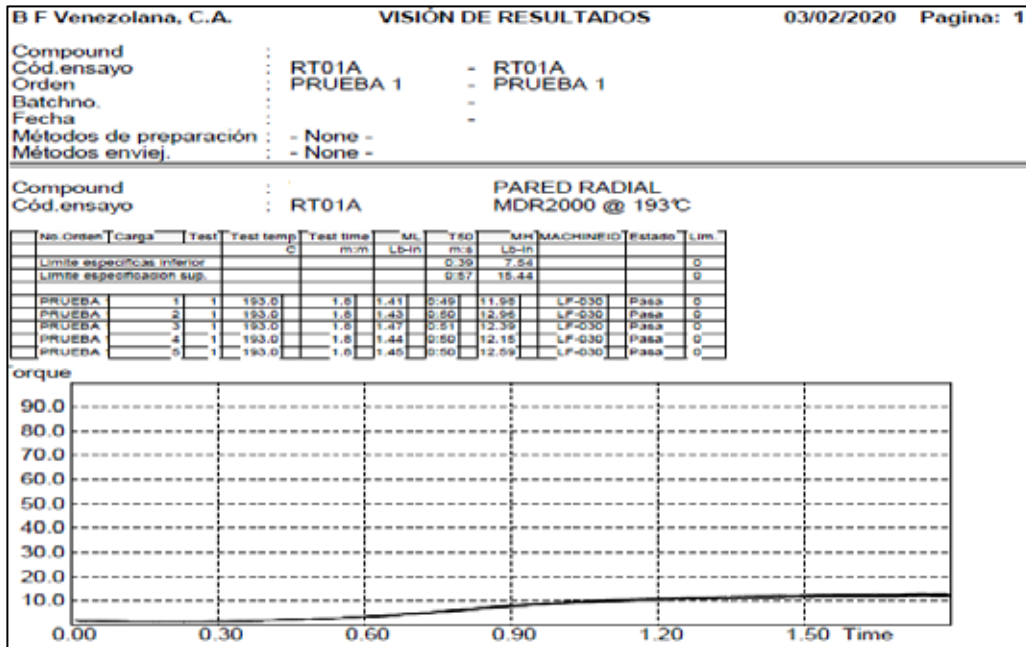 B F Venezolana, C.A. VISIÓN DE RESULTADOS 03/02/2020 Pagina: 1
Compound :
Cód.ensayo : RT01A - RT01A
Orden : PRUEBA 1 - PRUEBA 1
Batchno. : -
Fecha : -
Métodos de preparación : - None -
Métodos enviej. : - None -
Compound : PARED RADIAL
Cód.ensayo : RT01A MDR2000 @ 193°C
No.Orden Carga Test Test temp Test time ML T50 MH MACHINEID Estado Lim.
C m:m Lb-In m:s Lb-In
Limite especificas inferior 0:39 7.54 0
Limite especificacion sup. 0:57 15.44 0
PRUEBA 1 1 193.0 1.8 1.41 0:49 11.98 LF-030 Pasa 0
PRUEBA 2 1 193.0 1.8 1.43 0:50 12.96 LF-030 Pasa 0
PRUEBA 3 1 193.0 1.8 1.47 0:51 12.39 LF-030 Pasa 0
PRUEBA 4 1 193.0 1.8 1.44 0:50 12.15 LF-030 Pasa 0
PRUEBA 5 1 193.0 1.8 1.45 0:50 12.59 LF-030 Pasa 0
orque
90.0
80.0
70.0
60.0
50.0
40.0
30.0
20.0
10.0
0.00 0.30 0.60 0.90 1.20 1.50 Time